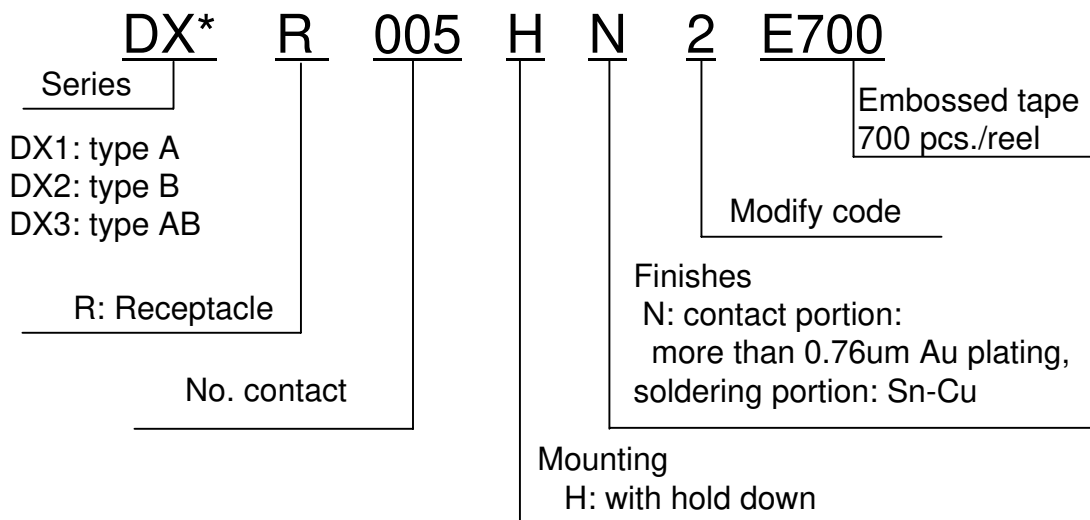 DX* R 005 H N 2 E700
Series
DX1: type A
DX2: type B
DX3: type AB
Embossed tape
700 pcs./reel
Modify code
R: Receptacle
Finishes
N: contact portion:
more than 0.76um Au plating,
soldering portion: Sn-Cu
No. contact
Mounting
H: with hold down